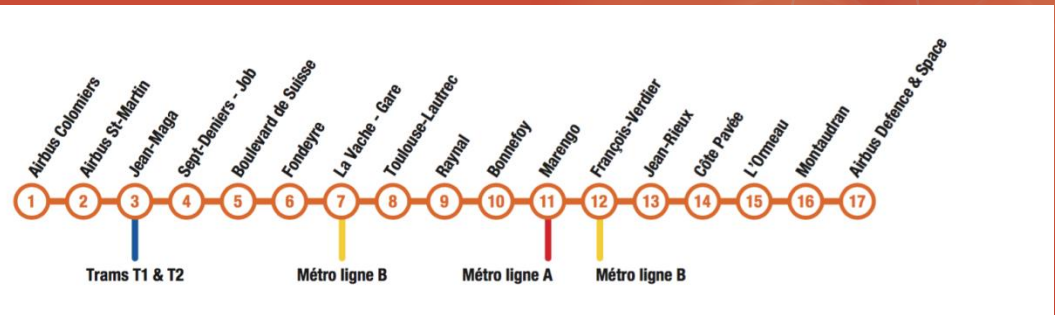 Airbus Colomiers
Airbus St-Martin
Jean-Maga
Sept-Deniers - Job
Boulevard de Suisse
Fondeyre
La Vache - Gare
Toulouse-Lautrec
Raynal
Bonnefoy
Marengo
François-Verdier
Jean-Rieux
Côte Pavée
L'Ormeau
Montaudran
Airbus Defence & Space
1 2 3 4 5 6 7 8 9 10 11 12 13 14 15 16 17
Trams T1 & T2 Métro ligne B Métro ligne A Métro ligne B